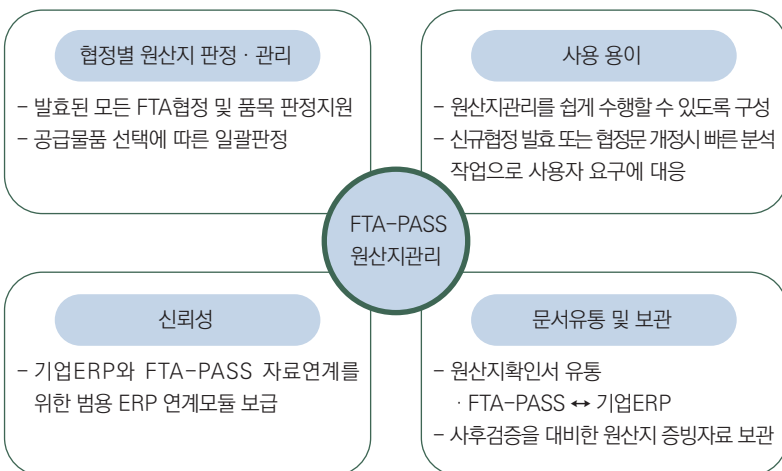 협정별 원산지 판정 · 관리
– 발효된 모든 FTA협정 및 품목 판정지원
– 공급물품 선택에 따른 일괄판정
사용 용이
– 원산지관리를 쉽게 수행할 수 있도록 구성
– 신규협정 발효 또는 협정문 개정시 빠른 분석
작업으로 사용자 요구에 대응
FTA-PASS
원산지관리
신뢰성
– 기업ERP와 FTA-PASS 자료연계를
위한 범용 ERP 연계모듈 보급
문서유통 및 보관
– 원산지확인서 유통
· FTA-PASS ↔ 기업ERP
– 사후검증을 대비한 원산지 증빙자료 보관